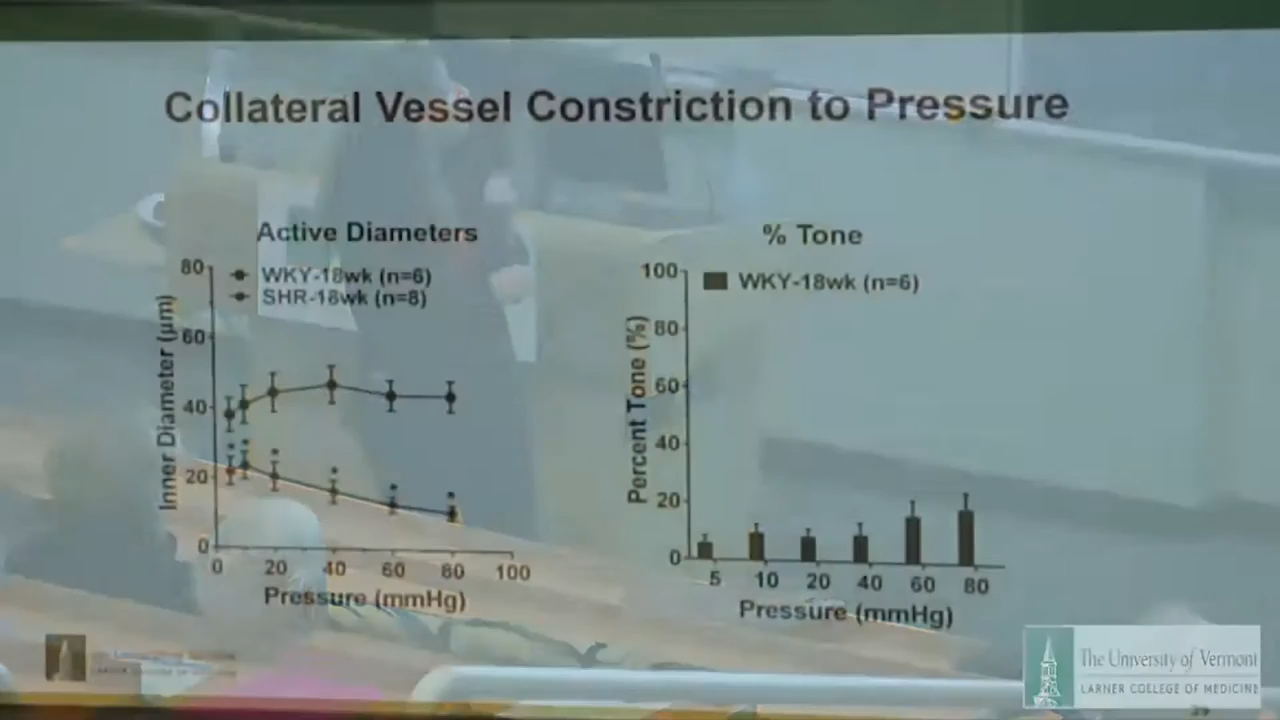 Collateral Vessel Constriction to Pressure
Active Diameters
WKY-18wk (n=6)
SHR-18wk (n=8)
Inner Diameter (µm)
80
60
40
20
0
0 20 40 60 80 100
Pressure (mmHg)
% Tone
WKY-18wk (n=6)
Percent Tone (%)
100
80
60
40
20
0
5 10 20 40 60 80
Pressure (mmHg)
The University of Vermont
LARNER COLLEGE OF MEDICINE